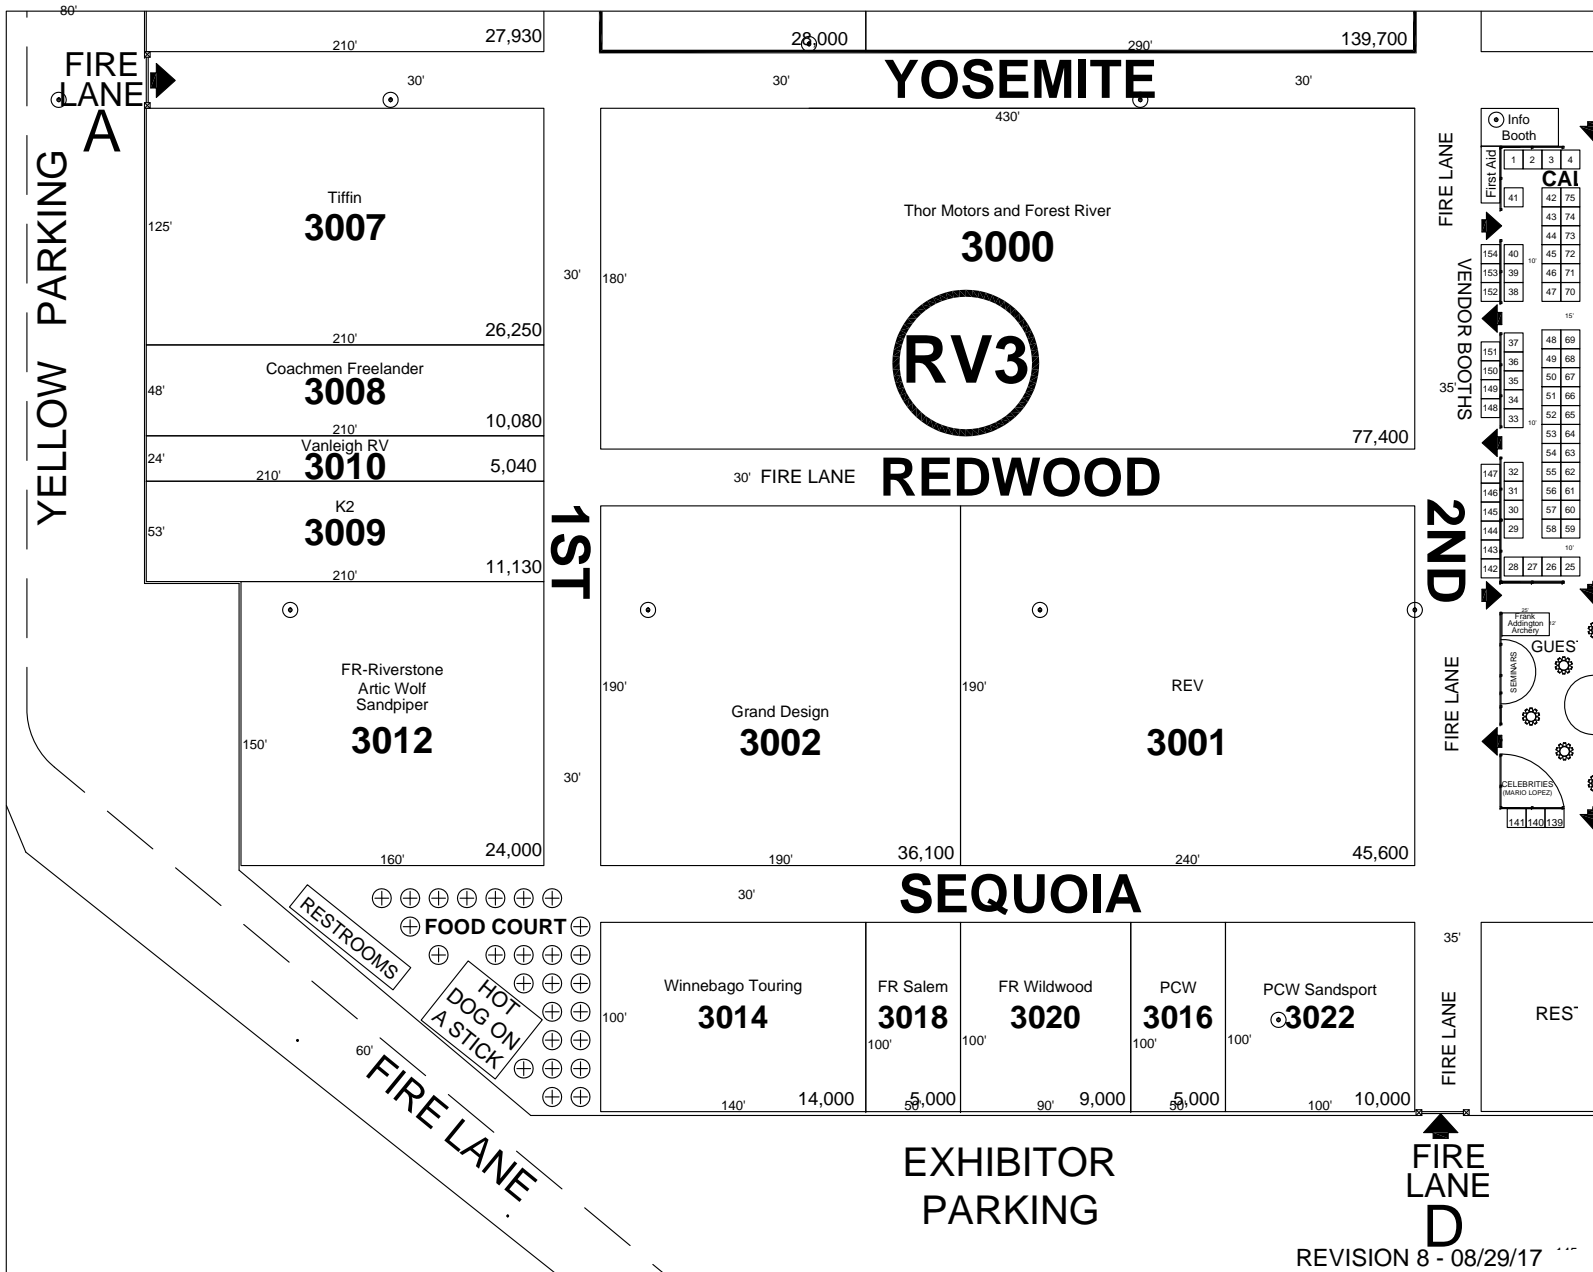 80'
210'
27,930
28,000
290'
139,700
FIRE
LANE
A
30'
30'
YOSEMITE
30'
YELLOW PARKING
Tiffin
3007
125'
210'
26,250
Coachmen Freelander
3008
48'
210'
10,080
Vanleigh RV
3010
24'
210'
5,040
K2
3009
53'
210'
11,130
FR-Riverstone
Artic Wolf
Sandpiper
3012
150'
160'
24,000
30'
1ST
30'
430'
Thor Motors and Forest River
3000
180'
RV3
77,400
30' FIRE LANE
REDWOOD
190'
Grand Design
3002
190'
36,100
190'
REV
3001
240'
45,600
30'
SEQUOIA
RESTROOMS
FOOD COURT
HOT
DOG ON
A STICK
60'
FIRE LANE
Winnebago Touring
3014
100'
140'
14,000
FR Salem
3018
100'
50'
5,000
FR Wildwood
3020
100'
90'
9,000
PCW
3016
100'
50'
5,000
PCW Sandsport
3022
100'
100'
10,000
EXHIBITOR
PARKING
FIRE LANE
VENDOR BOOTHS
35'
2ND
FIRE LANE
35'
FIRE LANE
FIRE
LANE
D
REVISION 8 - 08/29/17
Info
Booth
First Aid
1 2 3 4
CAL
41 42 75
43 74
44 73
154 40 10' 45 72
153 39 46 71
152 38 47 70
15'
37 48 69
151 36 49 68
150 35 50 67
149 34 51 66
148 33 10' 52 65
53 64
54 63
147 32 55 62
146 31 56 61
145 30 57 60
144 29 58 59
143 10'
142 28 27 26 25
25'
Frank
Addington
Archery
12'
GUES
SEMINARS
CELEBRITIES
(MARIO LOPEZ)
141 140 139
REST